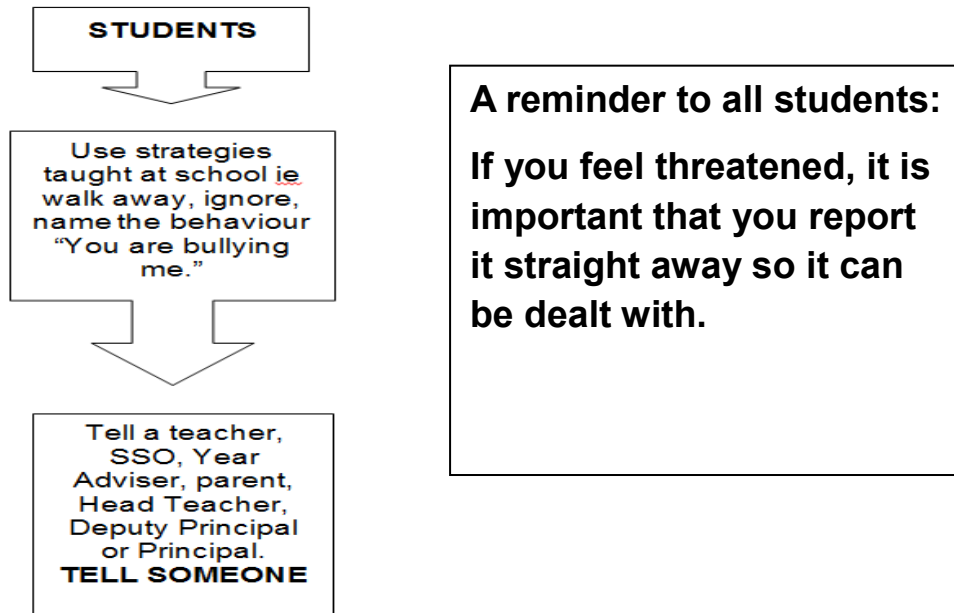 STUDENTS
Use strategies
taught at school ie
walk away, ignore,
name the behaviour
“You are bullying
me.”
Tell a teacher,
SSO, Year
Adviser, parent,
Head Teacher,
Deputy Principal
or Principal.
TELL SOMEONE
A reminder to all students:
If you feel threatened, it is
important that you report
it straight away so it can
be dealt with.